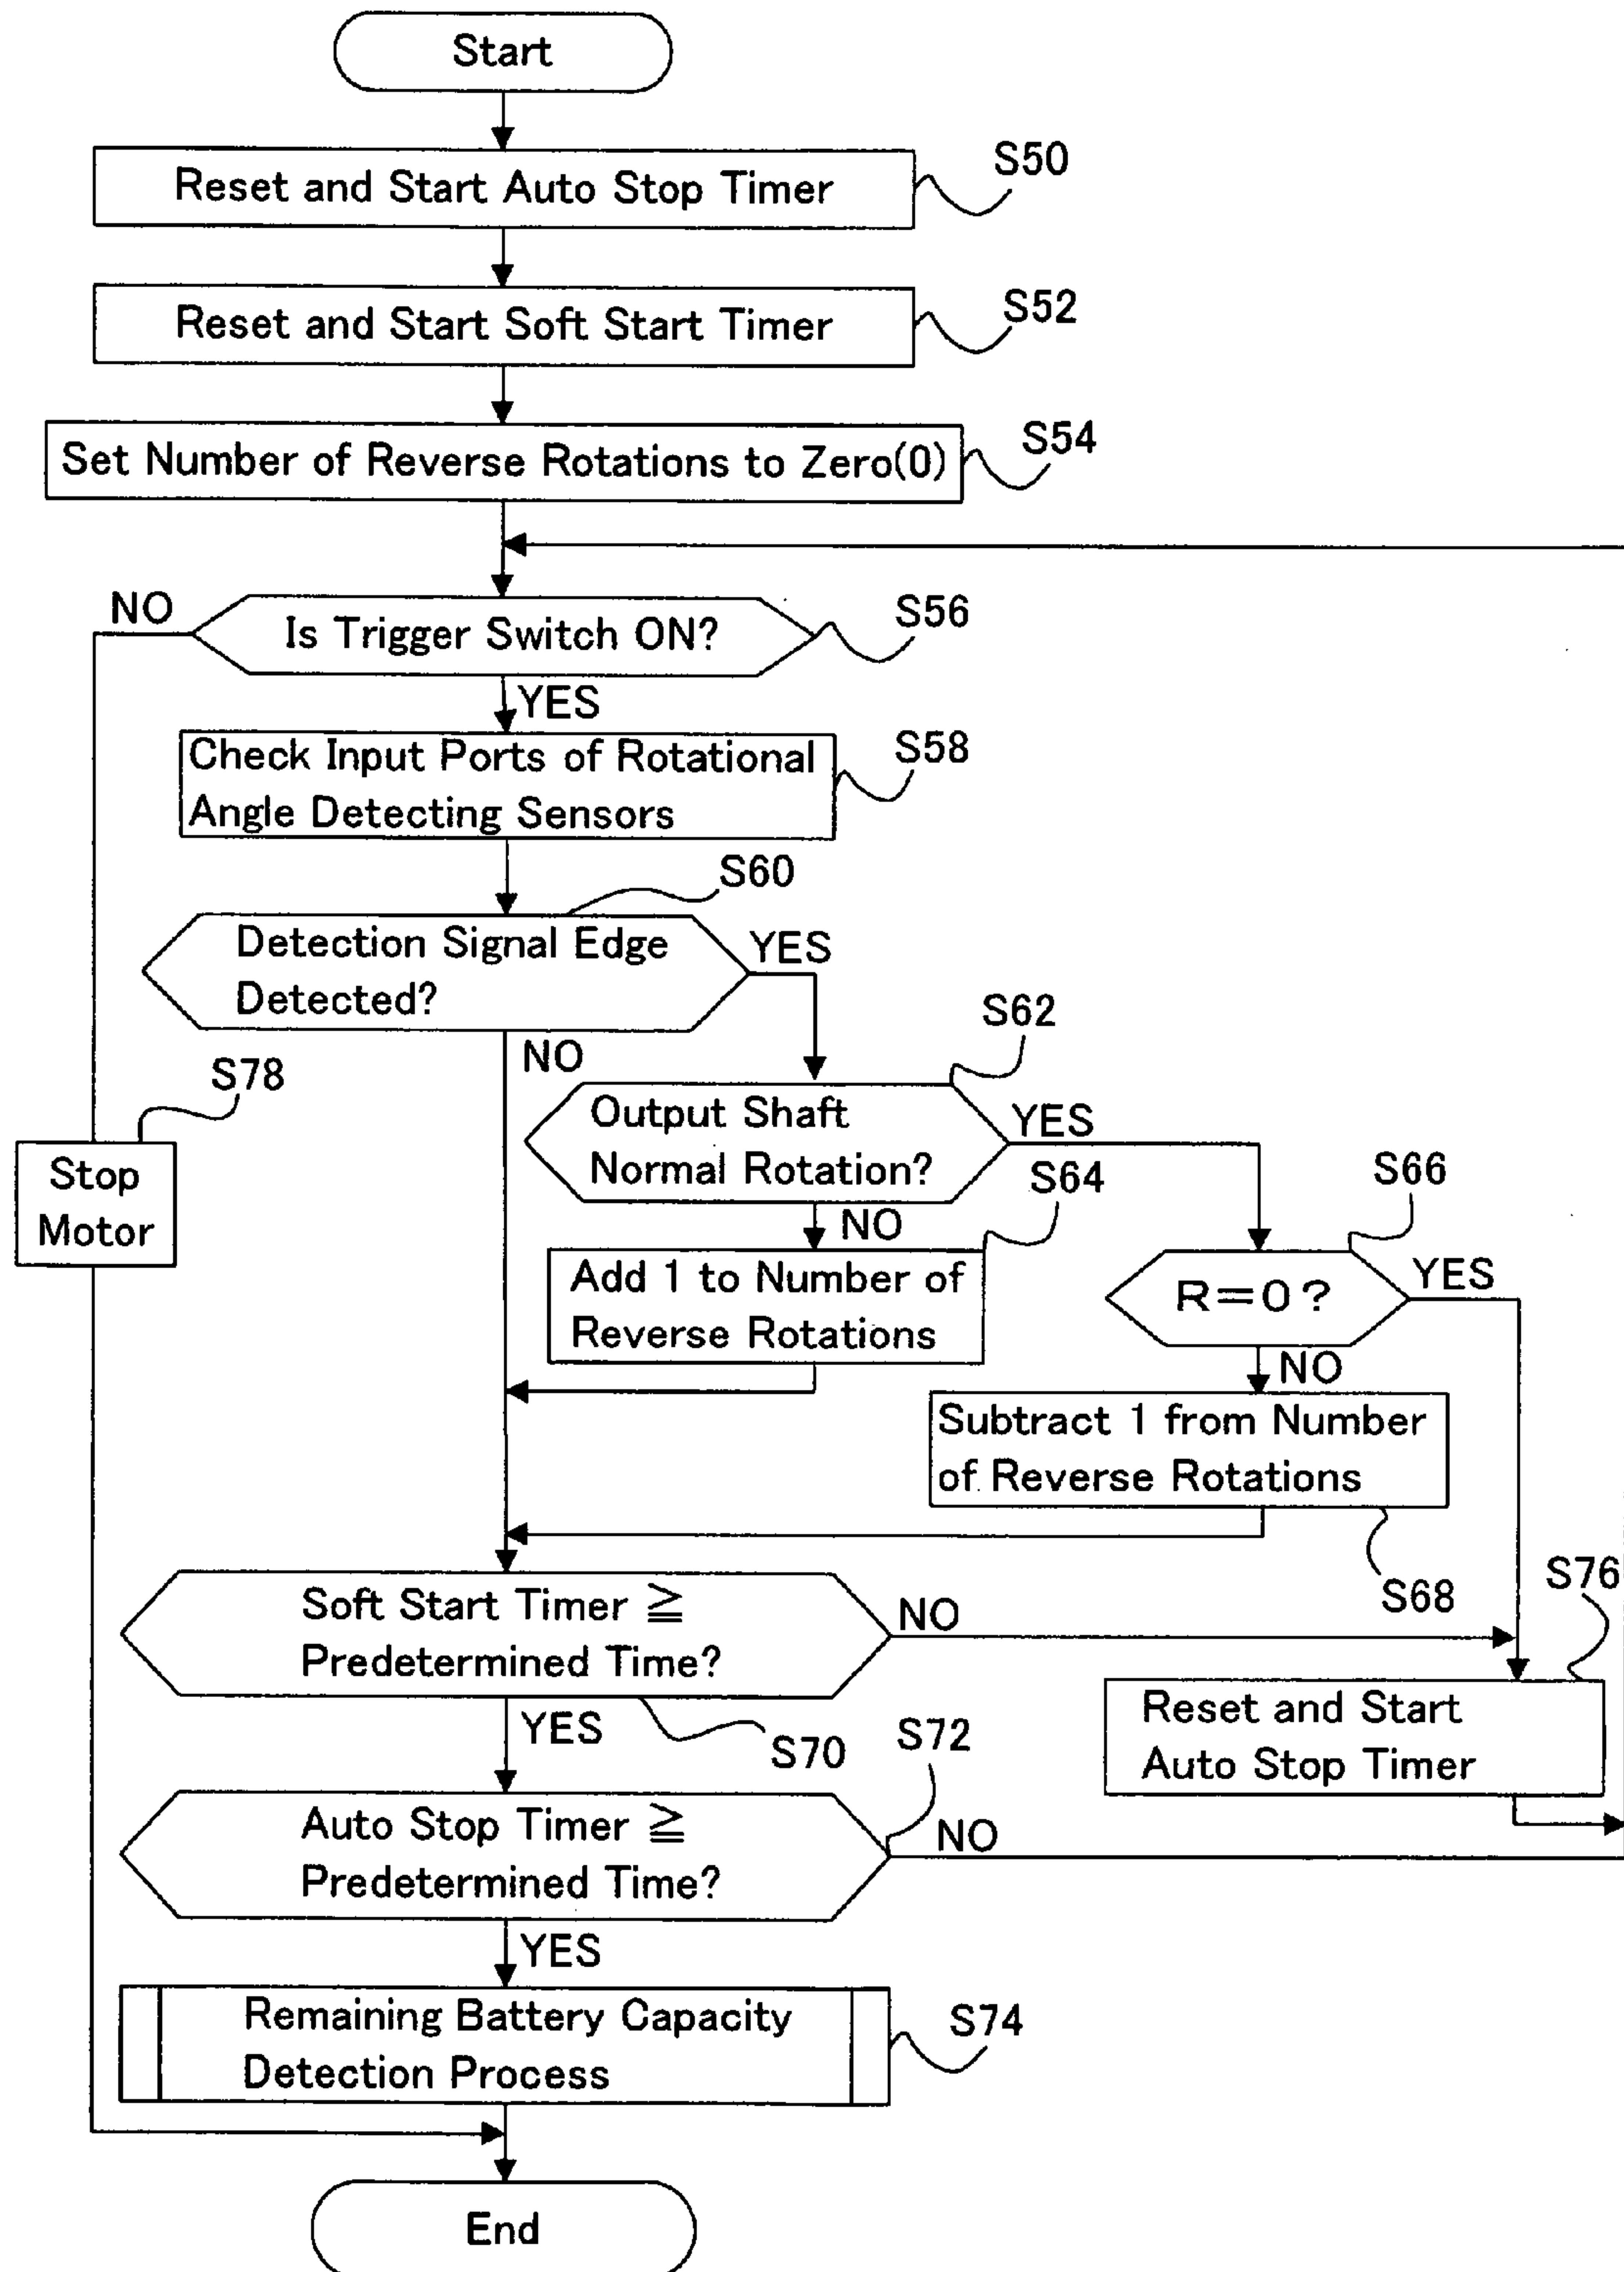 Start
Reset and Start Auto Stop Timer
S50
Reset and Start Soft Start Timer
S52
Set Number of Reverse Rotations to Zero(0)
S54
NO
Is Trigger Switch ON?
S56
YES
Check Input Ports of Rotational
Angle Detecting Sensors
S58
S60
Detection Signal Edge
Detected?
YES
NO
S62
Output Shaft
Normal Rotation?
YES
S78
Stop
Motor
NO
S64
Add 1 to Number of
Reverse Rotations
S66
R=0?
YES
NO
Subtract 1 from Number
of Reverse Rotations
S68
Soft Start Timer ≧
Predetermined Time?
NO
S76
YES
S70
Reset and Start
Auto Stop Timer
S72
Auto Stop Timer ≧
Predetermined Time?
NO
YES
Remaining Battery Capacity
Detection Process
S74
End